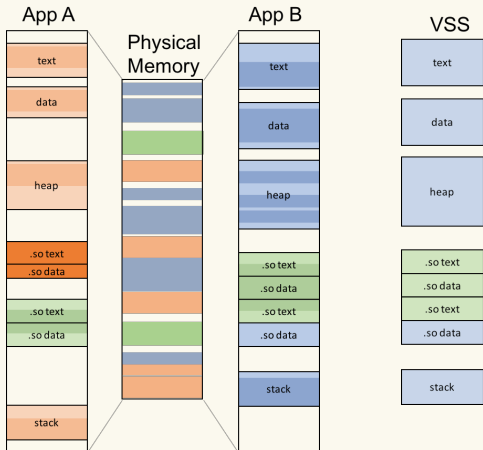 App A
text
data
heap
.so text
.so data
.so text
.so data
stack
Physical
Memory
App B
text
data
heap
.so text
.so data
.so text
.so data
stack
VSS
text
data
heap
.so text
.so data
.so text
.so data
stack